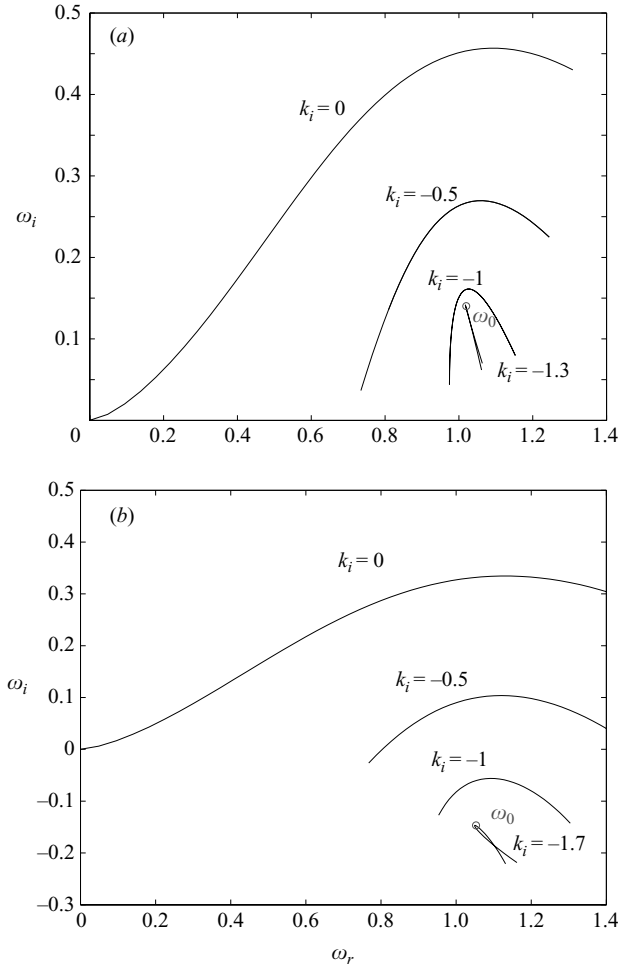 0.5
(a)
0.4
k_i = 0
0.3
k_i = –0.5
ω_i
0.2
k_i = –1
ω_0
0.1
k_i = –1.3
0 0.2 0.4 0.6 0.8 1.0 1.2 1.4
0.5
(b)
0.4
k_i = 0
0.3
0.2
k_i = –0.5
ω_i
0.1
0
k_i = –1
–0.1
ω_0
k_i = –1.7
–0.2
–0.3
0 0.2 0.4 0.6 0.8 1.0 1.2 1.4
ω_r